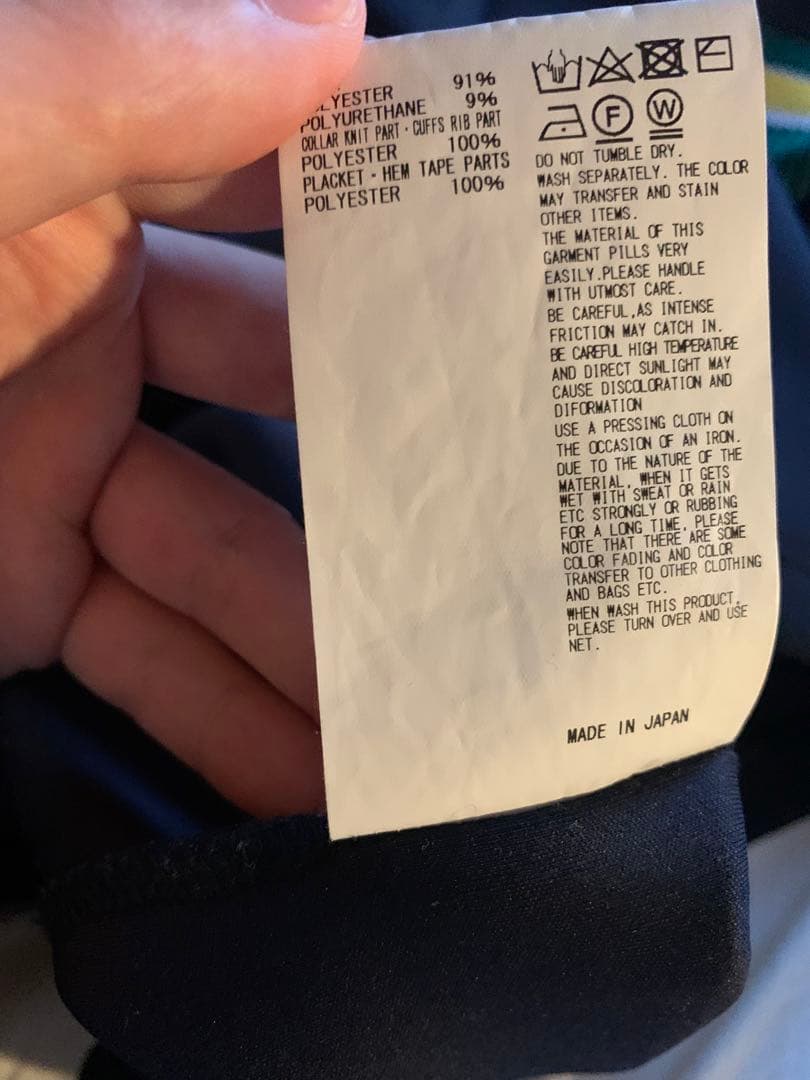 LYESTER 91%
POLYURETHANE 9%
COLLAR KNIT PART・CUFFS RIB PART
POLYESTER 100%
PLACKET・HEM TAPE PARTS
POLYESTER 100%
F W
DO NOT TUMBLE DRY.
WASH SEPARATELY. THE COLOR
MAY TRANSFER AND STAIN
OTHER ITEMS.
THE MATERIAL OF THIS
GARMENT PILLS VERY
EASILY.PLEASE HANDLE
WITH UTMOST CARE.
BE CAREFUL,AS INTENSE
FRICTION MAY CATCH IN.
BE CAREFUL HIGH TEMPERATURE
AND DIRECT SUNLIGHT MAY
CAUSE DISCOLORATION AND
DIFORMATION
USE A PRESSING CLOTH ON
THE OCCASION OF AN IRON.
DUE TO THE NATURE OF THE
MATERIAL, WHEN IT GETS
WET WITH SWEAT OR RAIN
ETC STRONGLY OR RUBBING
FOR A LONG TIME, PLEASE
NOTE THAT THERE ARE SOME
COLOR FADING AND COLOR
TRANSFER TO OTHER CLOTHING
AND BAGS ETC.
WHEN WASH THIS PRODUCT,
PLEASE TURN OVER AND USE
NET.
MADE IN JAPAN